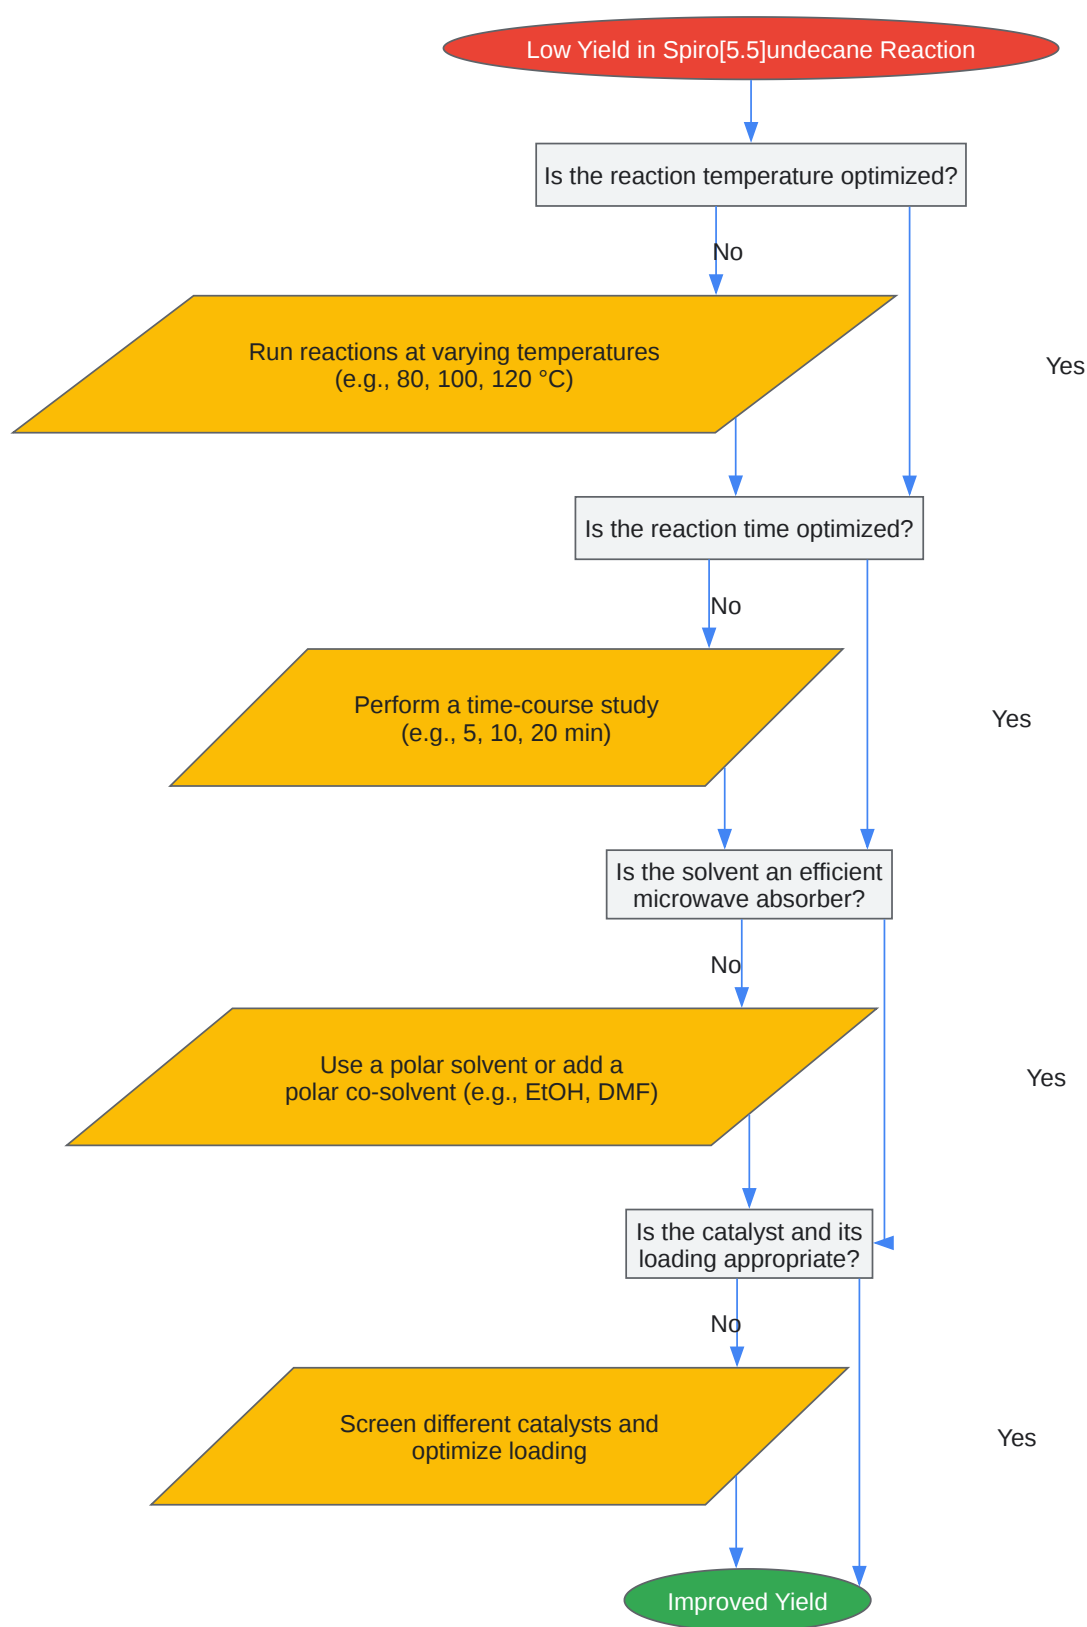 Low Yield in Spiro[5.5]undecane Reaction
Is the reaction temperature optimized?
No
Run reactions at varying temperatures
(e.g., 80, 100, 120 °C)
Yes
Is the reaction time optimized?
No
Perform a time-course study
(e.g., 5, 10, 20 min)
Yes
Is the solvent an efficient
microwave absorber?
No
Use a polar solvent or add a
polar co-solvent (e.g., EtOH, DMF)
Yes
Is the catalyst and its
loading appropriate?
No
Screen different catalysts and
optimize loading
Yes
Improved Yield